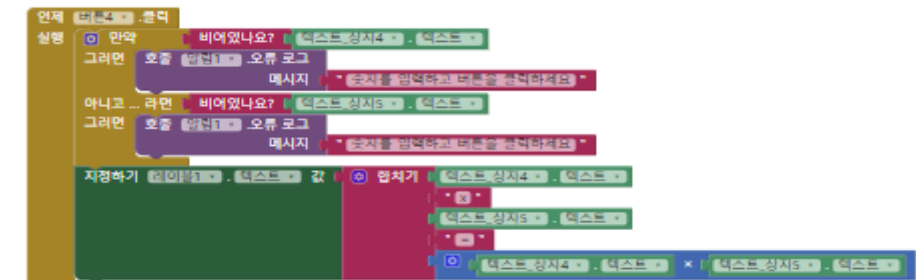 언제 버튼4 .클릭
실행 만약 비어있나요? 텍스트_상자4 . 텍스트
그러면 호출 알림1 .오류 로그
메시지 " 숫자를 입력하고 버튼을 클릭하세요 "
아니고 ... 라면 비어있나요? 텍스트_상자5 . 텍스트
그러면 호출 알림1 .오류 로그
메시지 " 숫자를 입력하고 버튼을 클릭하세요 "
지정하기 레이블1 . 텍스트 값 합치기 텍스트_상자4 . 텍스트
" x "
텍스트_상자5 . 텍스트
" = "
텍스트_상자4 . 텍스트 × 텍스트_상자5 . 텍스트